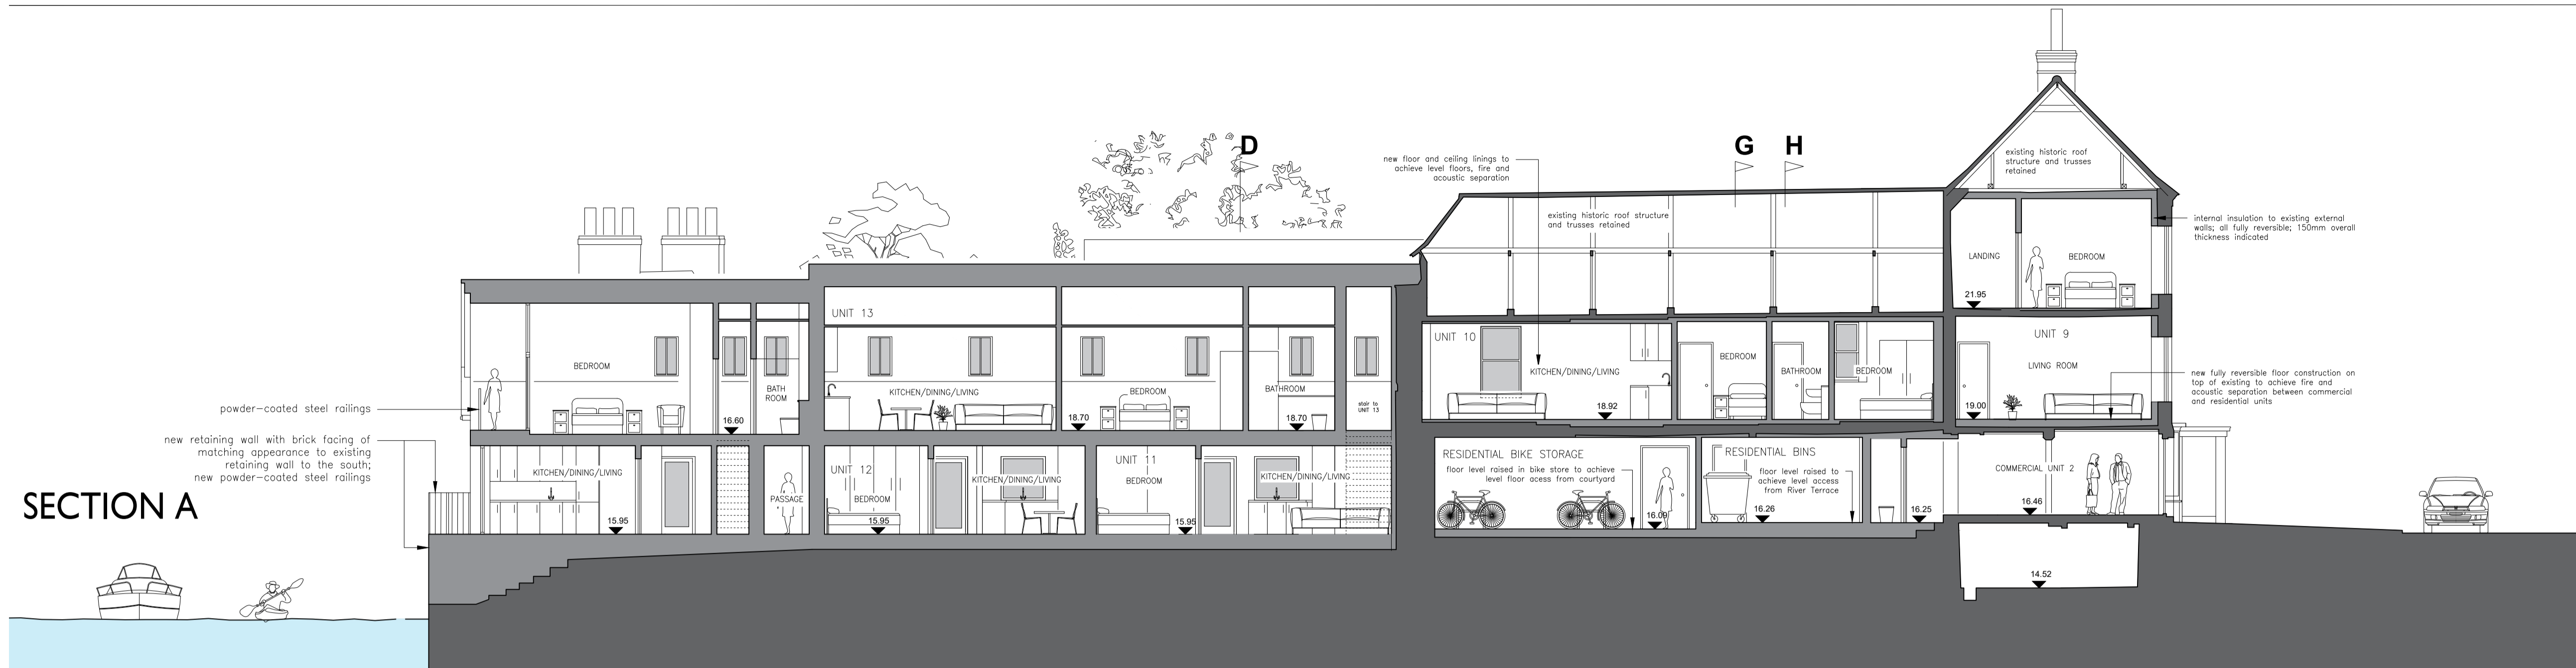 D
G
H
new floor and ceiling linings to
achieve level floors, fire and
acoustic separation
existing historic roof
structure and trusses
retained
existing historic roof structure
and trusses retained
internal insulation to existing external
walls; all fully reversible; 150mm overall
thickness indicated
LANDING
BEDROOM
21.95
UNIT 13
UNIT 10
UNIT 9
BEDROOM
BATH
ROOM
KITCHEN/DINING/LIVING
BEDROOM
BATHROOM
stair to
UNIT 13
KITCHEN/DINING/LIVING
BEDROOM
BATHROOM
BEDROOM
LIVING ROOM
new fully reversible floor construction on
top of existing to achieve fire and
acoustic separation between commercial
and residential units
powder-coated steel railings
16.60
18.70
18.70
18.92
19.00
new retaining wall with brick facing of
matching appearance to existing
retaining wall to the south;
new powder-coated steel railings
KITCHEN/DINING/LIVING
PASSAGE
UNIT 12
BEDROOM
KITCHEN/DINING/LIVING
UNIT 11
BEDROOM
KITCHEN/DINING/LIVING
RESIDENTIAL BIKE STORAGE
floor level raised in bike store to achieve
level floor acess from courtyard
RESIDENTIAL BINS
floor level raised to
achieve level access
from River Terrace
COMMERCIAL UNIT 2
SECTION A
15.95
15.95
15.95
16.09
16.26
16.25
16.46
14.52